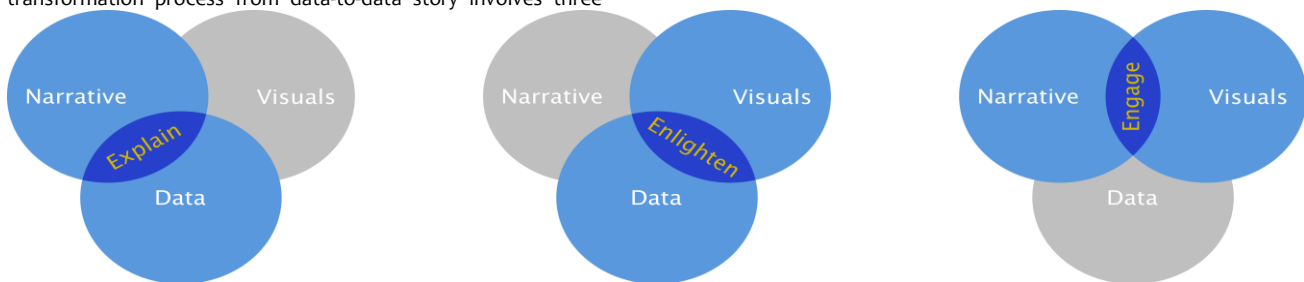 transformation process from data-to-data story involves three
Narrative
Visuals
Explain
Data
Narrative
Visuals
Enlighten
Data
Narrative
Engage
Visuals
Data